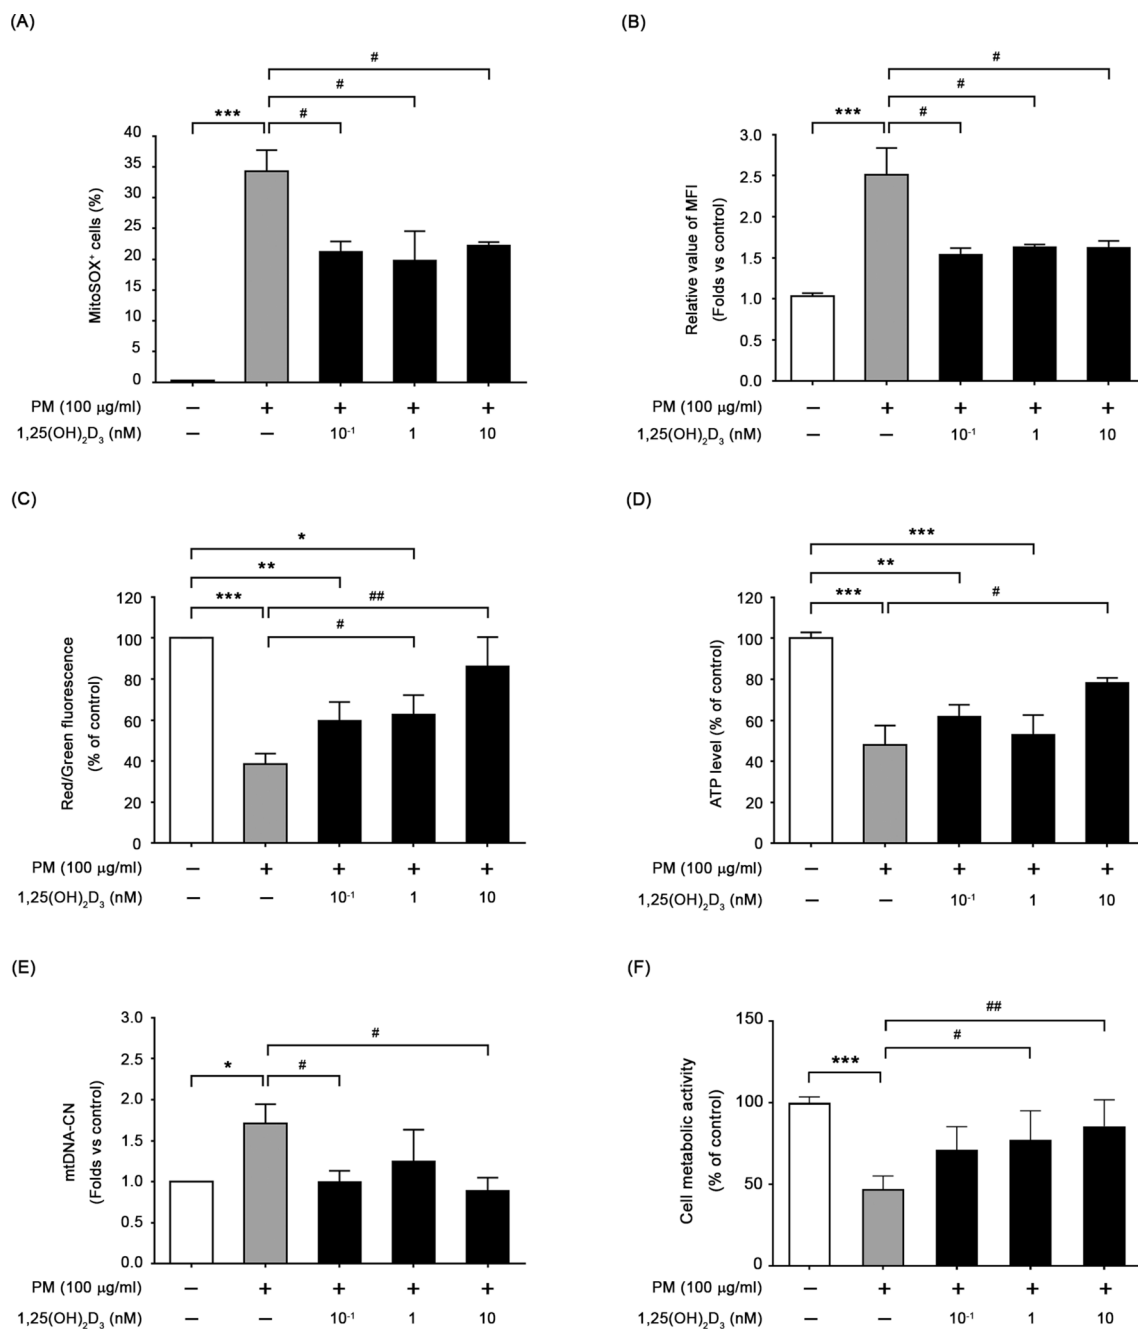 (A)
MitoSOX⁺ cells (%)
40
35
30
25
20
15
10
5
0
***
#
#
#
PM (100 μg/ml) − + + + +
1,25(OH)₂D₃ (nM) − − 10⁻¹ 1 10
(B)
Relative value of MFI
(Folds vs control)
3.0
2.5
2.0
1.5
1.0
0.5
0.0
***
#
#
#
PM (100 μg/ml) − + + + +
1,25(OH)₂D₃ (nM) − − 10⁻¹ 1 10
(C)
Red/Green fluorescence
(% of control)
120
100
80
60
40
20
0
*
**
***
##
#
PM (100 μg/ml) − + + + +
1,25(OH)₂D₃ (nM) − − 10⁻¹ 1 10
(D)
ATP level (% of control)
120
100
80
60
40
20
0
***
**
***
#
PM (100 μg/ml) − + + + +
1,25(OH)₂D₃ (nM) − − 10⁻¹ 1 10
(E)
mtDNA-CN
(Folds vs control)
3.0
2.5
2.0
1.5
1.0
0.5
0.0
#
*
#
PM (100 μg/ml) − + + + +
1,25(OH)₂D₃ (nM) − − 10⁻¹ 1 10
(F)
Cell metabolic activity
(% of control)
150
100
50
0
##
#
***
PM (100 μg/ml) − + + + +
1,25(OH)₂D₃ (nM) − − 10⁻¹ 1 10